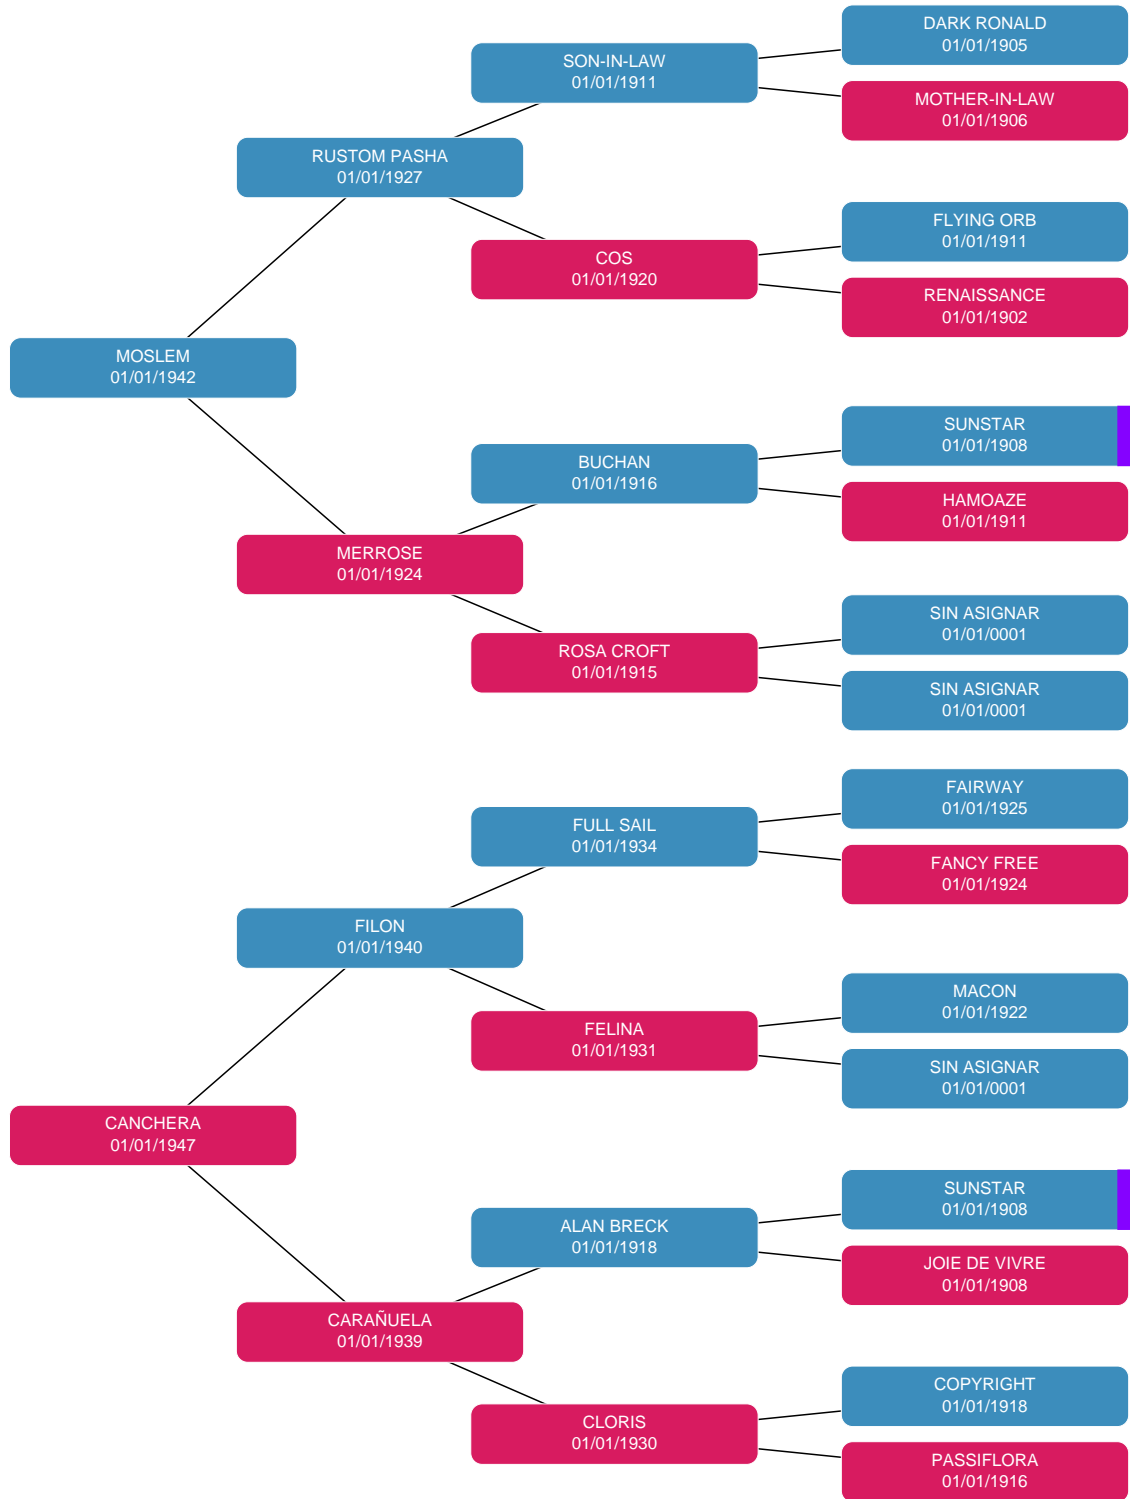 DARK RONALD
01/01/1905
SON-IN-LAW
01/01/1911
MOTHER-IN-LAW
01/01/1906
RUSTOM PASHA
01/01/1927
FLYING ORB
01/01/1911
COS
01/01/1920
RENAISSANCE
01/01/1902
MOSLEM
01/01/1942
SUNSTAR
01/01/1908
BUCHAN
01/01/1916
HAMOAZE
01/01/1911
MERROSE
01/01/1924
SIN ASIGNAR
01/01/0001
ROSA CROFT
01/01/1915
SIN ASIGNAR
01/01/0001
FAIRWAY
01/01/1925
FULL SAIL
01/01/1934
FANCY FREE
01/01/1924
FILON
01/01/1940
MACON
01/01/1922
FELINA
01/01/1931
SIN ASIGNAR
01/01/0001
CANCHERA
01/01/1947
SUNSTAR
01/01/1908
ALAN BRECK
01/01/1918
JOIE DE VIVRE
01/01/1908
CARAÑUELA
01/01/1939
COPYRIGHT
01/01/1918
CLORIS
01/01/1930
PASSIFLORA
01/01/1916